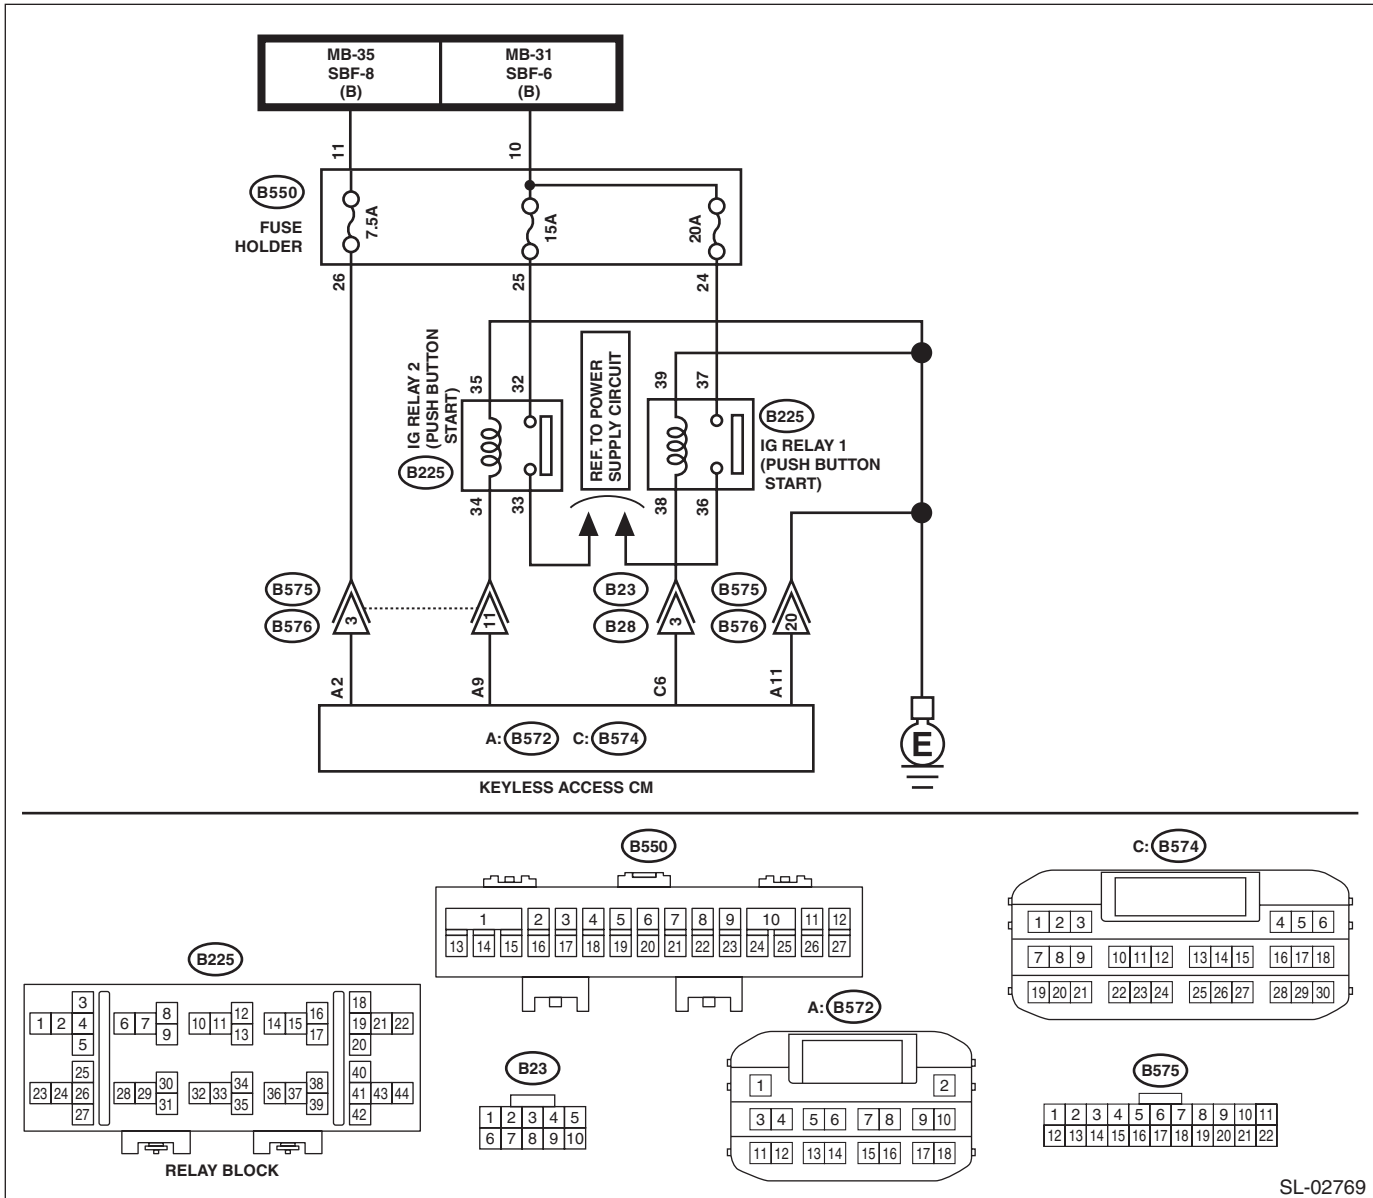 MB-35 MB-31
SBF-8 SBF-6
(B) (B)
11 10
B550
FUSE
HOLDER
7.5A 15A 20A
26 25 24
IG RELAY 2
(PUSH BUTTON
START)
B225
35 32
34 33
REF. TO POWER
SUPPLY CIRCUIT
39 37
38 36
B225
IG RELAY 1
(PUSH BUTTON
START)
B575 B23 B575
B576 B28 B576
3 11 3 20
A2 A9 C6 A11
E
A: B572 C: B574
KEYLESS ACCESS CM
B550
1 2 3 4 5 6 7 8 9 10 11 12
13 14 15 16 17 18 19 20 21 22 23 24 25 26 27
C: B574
1 2 3 4 5 6
7 8 9 10 11 12 13 14 15 16 17 18
19 20 21 22 23 24 25 26 27 28 29 30
B225
3 8 12 16 18
1 2 4 6 7 10 11 14 15 19 21 22
5 9 13 17 20
25 30 34 38 40
23 24 26 28 29 32 33 36 37 41 43 44
27 31 35 39 42
RELAY BLOCK
B23
1 2 3 4 5
6 7 8 9 10
A: B572
1 2
3 4 5 6 7 8 9 10
11 12 13 14 15 16 17 18
B575
1 2 3 4 5 6 7 8 9 10 11
12 13 14 15 16 17 18 19 20 21 22
SL-02769